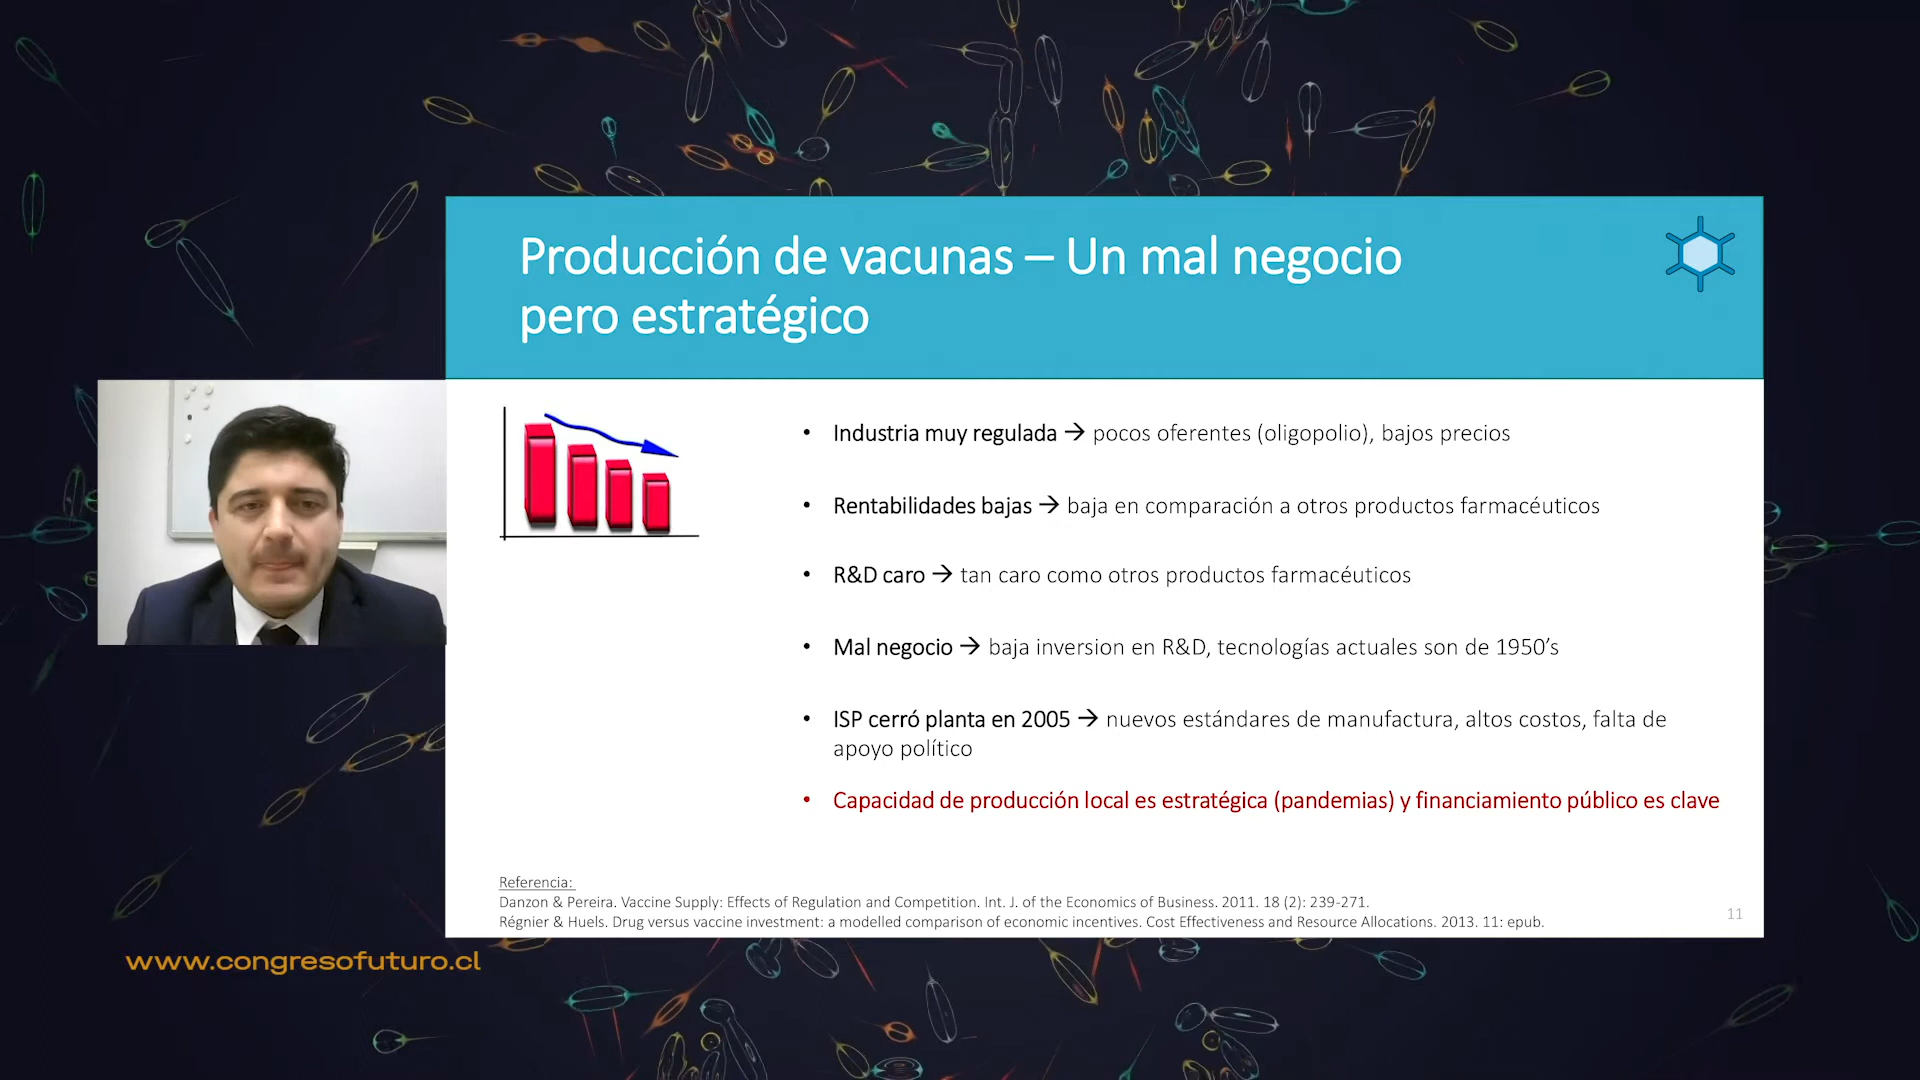 Producción de vacunas – Un mal negocio
pero estratégico
• Industria muy regulada → pocos oferentes (oligopolio), bajos precios
• Rentabilidades bajas → baja en comparación a otros productos farmacéuticos
• R&D caro → tan caro como otros productos farmacéuticos
• Mal negocio → baja inversion en R&D, tecnologías actuales son de 1950’s
• ISP cerró planta en 2005 → nuevos estándares de manufactura, altos costos, falta de
apoyo político
• Capacidad de producción local es estratégica (pandemias) y financiamiento público es clave
Referencia:
Danzon & Pereira. Vaccine Supply: Effects of Regulation and Competition. Int. J. of the Economics of Business. 2011. 18 (2): 239-271.
Régnier & Huels. Drug versus vaccine investment: a modelled comparison of economic incentives. Cost Effectiveness and Resource Allocations. 2013. 11: epub.
11
www.congresofuturo.cl